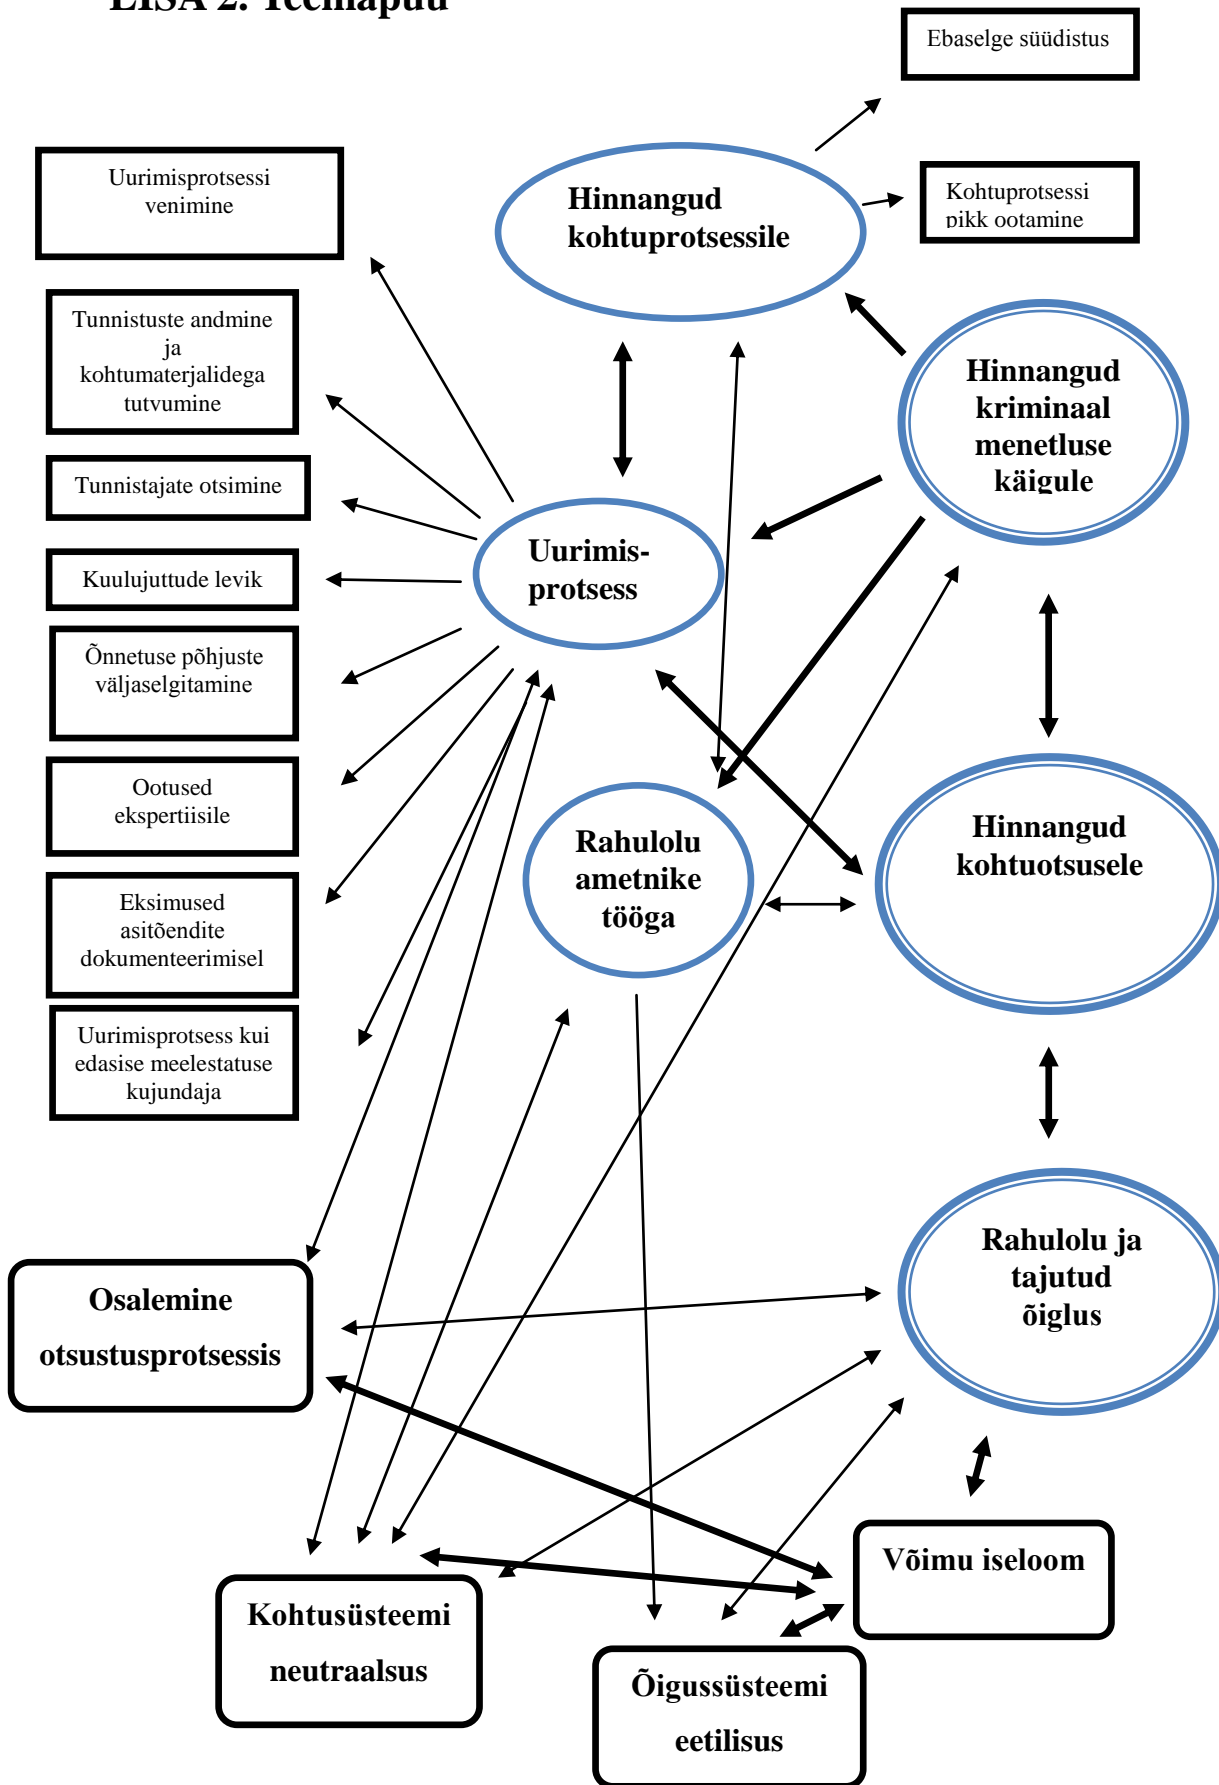 LISA 2. Teemapuu
Ebaselge süüdistus
Uurimisprotsessi
venimine
Hinnangud
kohtuprotsessile
Kohtuprotsessi
pikk ootamine
Tunnistuste andmine
ja
kohtumaterjalidega
tutvumine
Hinnangud
kriminaal
menetluse
käigule
Tunnistajate otsimine
Uurimis-
protsess
Kuulujuttude levik
Õnnetuse põhjuste
väljaselgitamine
Ootused
ekspertiisile
Rahulolu
ametnike
tööga
Hinnangud
kohtuotsusele
Eksimused
asitõendite
dokumenteerimisel
Uurimisprotsess kui
edasise meelestatuse
kujundaja
Rahulolu ja
tajutud
õiglus
Osalemine
otsustusprotsessis
Võimu iseloom
Kohtusüsteemi
neutraalsus
Õigussüsteemi
eetilisus